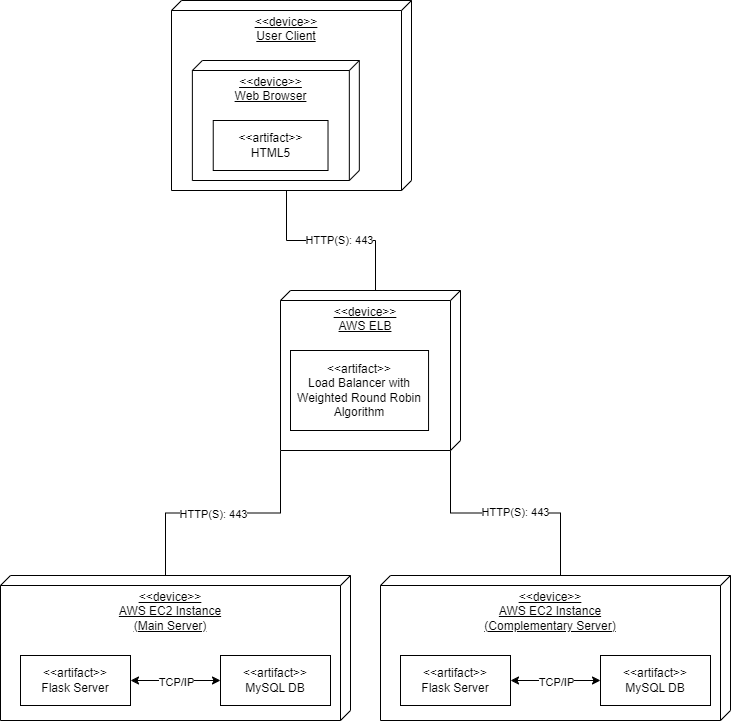 <<device>>
User Client
<<device>>
Web Browser
<<artifact>>
HTML5
HTTP(S): 443
<<device>>
AWS ELB
<<artifact>>
Load Balancer with
Weighted Round Robin
Algorithm
HTTP(S): 443
HTTP(S): 443
<<device>>
AWS EC2 Instance
(Main Server)
<<artifact>>
Flask Server
TCP/IP
<<artifact>>
MySQL DB
<<device>>
AWS EC2 Instance
(Complementary Server)
<<artifact>>
Flask Server
TCP/IP
<<artifact>>
MySQL DB